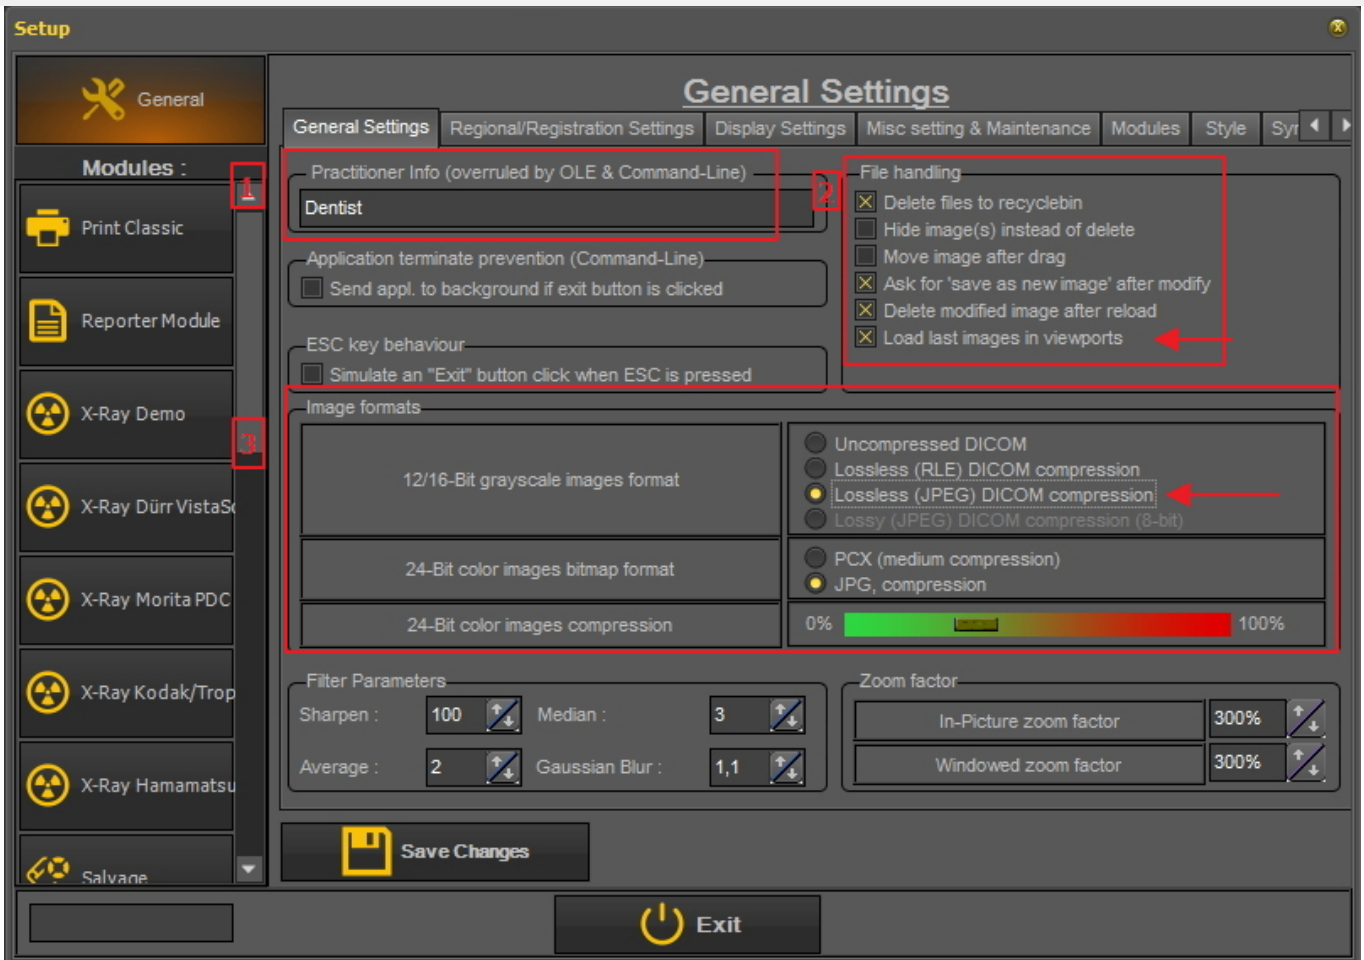 Setup
General
Modules :
1
Print Classic
Reporter Module
X-Ray Demo
3
X-Ray Dürr VistaSc
X-Ray Morita PDC
X-Ray Kodak/Trop
X-Ray Hamamatsu
Salvage
General Settings
General Settings
Regional/Registration Settings
Display Settings
Misc setting & Maintenance
Modules
Style
Practitioner Info (overruled by OLE & Command-Line)
Dentist
2
File handling
Delete files to recyclebin
Hide image(s) instead of delete
Move image after drag
Ask for 'save as new image' after modify
Delete modified image after reload
Load last images in viewports
Application terminate prevention (Command-Line)
Send appl. to background if exit button is clicked
ESC key behaviour
Simulate an "Exit" button click when ESC is pressed
Image formats
12/16-Bit grayscale images format
Uncompressed DICOM
Lossless (RLE) DICOM compression
Lossless (JPEG) DICOM compression
Lossy (JPEG) DICOM compression (8-bit)
24-Bit color images bitmap format
PCX (medium compression)
JPG, compression
24-Bit color images compression
0%
100%
Filter Parameters
Sharpen : 100 Median : 3
Average : 2 Gaussian Blur : 1,1
Zoom factor
In-Picture zoom factor 300%
Windowed zoom factor 300%
Save Changes
Exit